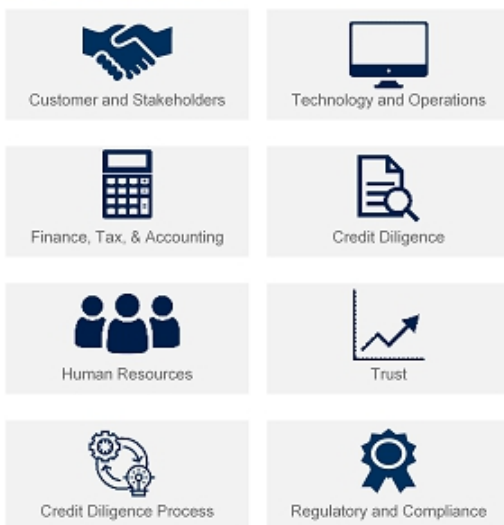 Customer and Stakeholders
Technology and Operations
Finance, Tax, & Accounting
Credit Diligence
Human Resources
Trust
Credit Diligence Process
Regulatory and Compliance